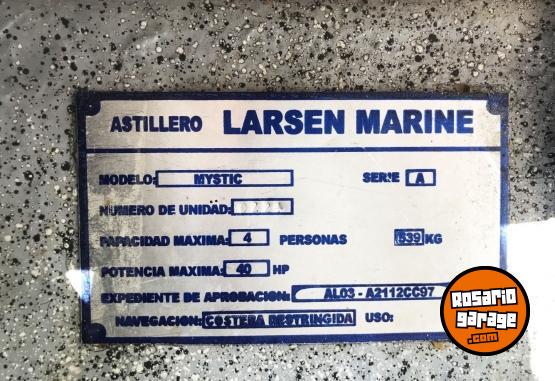 ASTILLERO LARSEN MARINE
MODELO: MYSTIC SERIE A
NUMERO DE UNIDAD:
CAPACIDAD MAXIMA: 4 PERSONAS 539 KG
POTENCIA MAXIMA: 40 HP
EXPEDIENTE DE APROBACION: AL03 - A2112CC97
NAVEGACION: COSTERA RESTRINGIDA USO:
Rosario
garage
.com